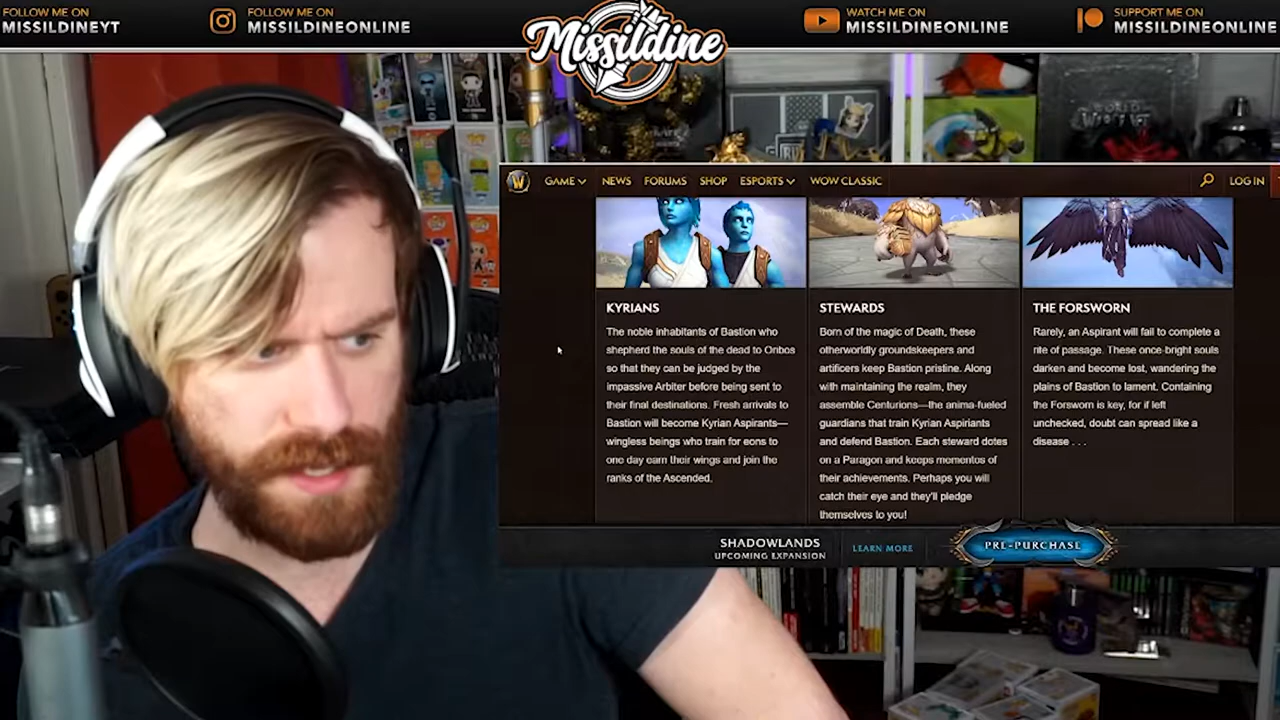 FOLLOW ME ON
MISSILDINEYT
FOLLOW ME ON
MISSILDINEONLINE
Missildine
WATCH ME ON
MISSILDINEONLINE
SUPPORT ME ON
MISSILDINEONLINE
WORLD
WARCRAFT
GAME NEWS FORUMS SHOP ESPORTS WOW CLASSIC LOG IN
KYRIANS
The noble inhabitants of Bastion who
shepherd the souls of the dead to Oribos
so that they can be judged by the
impassive Arbiter before being sent to
their final destinations. Fresh arrivals to
Bastion will become Kyrian Aspirants—
wingless beings who train for eons to
one day earn their wings and join the
ranks of the Ascended.
STEWARDS
Born of the magic of Death, these
otherworldly groundskeepers and
artificers keep Bastion pristine. Along
with maintaining the realm, they
assemble Centurions—the anima-fueled
guardians that train Kyrian Aspiriants
and defend Bastion. Each steward dotes
on a Paragon and keeps mementos of
their achievements. Perhaps you will
catch their eye and they'll pledge
themselves to you!
THE FORSWORN
Rarely, an Aspirant will fail to complete a
rite of passage. These once-bright souls
darken and become lost, wandering the
plains of Bastion to lament. Containing
the Forsworn is key, for if left
unchecked, doubt can spread like a
disease . . .
SHADOWLANDS
UPCOMING EXPANSION
LEARN MORE
PRE-PURCHASE